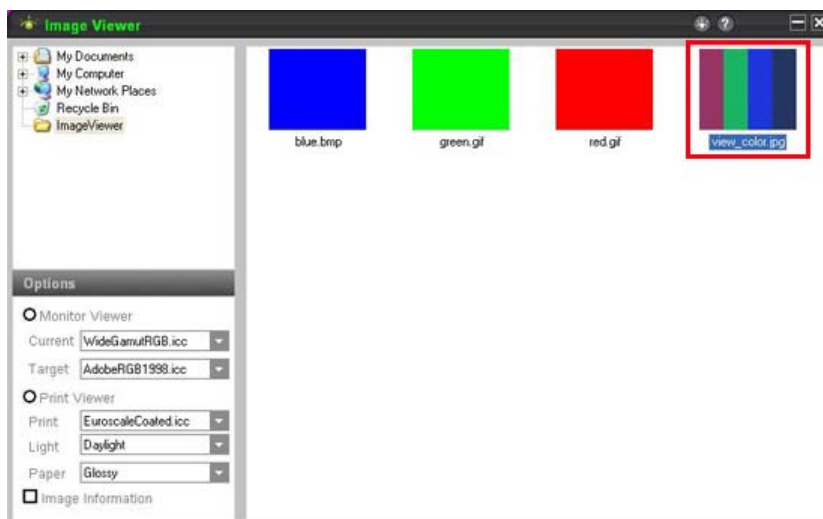 Image Viewer
My Documents
My Computer
My Network Places
Recycle Bin
ImageViewer
blue.bmp green.gif red.gif view_color.jpg
Options
Monitor Viewer
Current WideGamutRGB.icc
Target AdobeRGB1998.icc
Print Viewer
Print EuroscaleCoated.icc
Light Daylight
Paper Glossy
Image Information